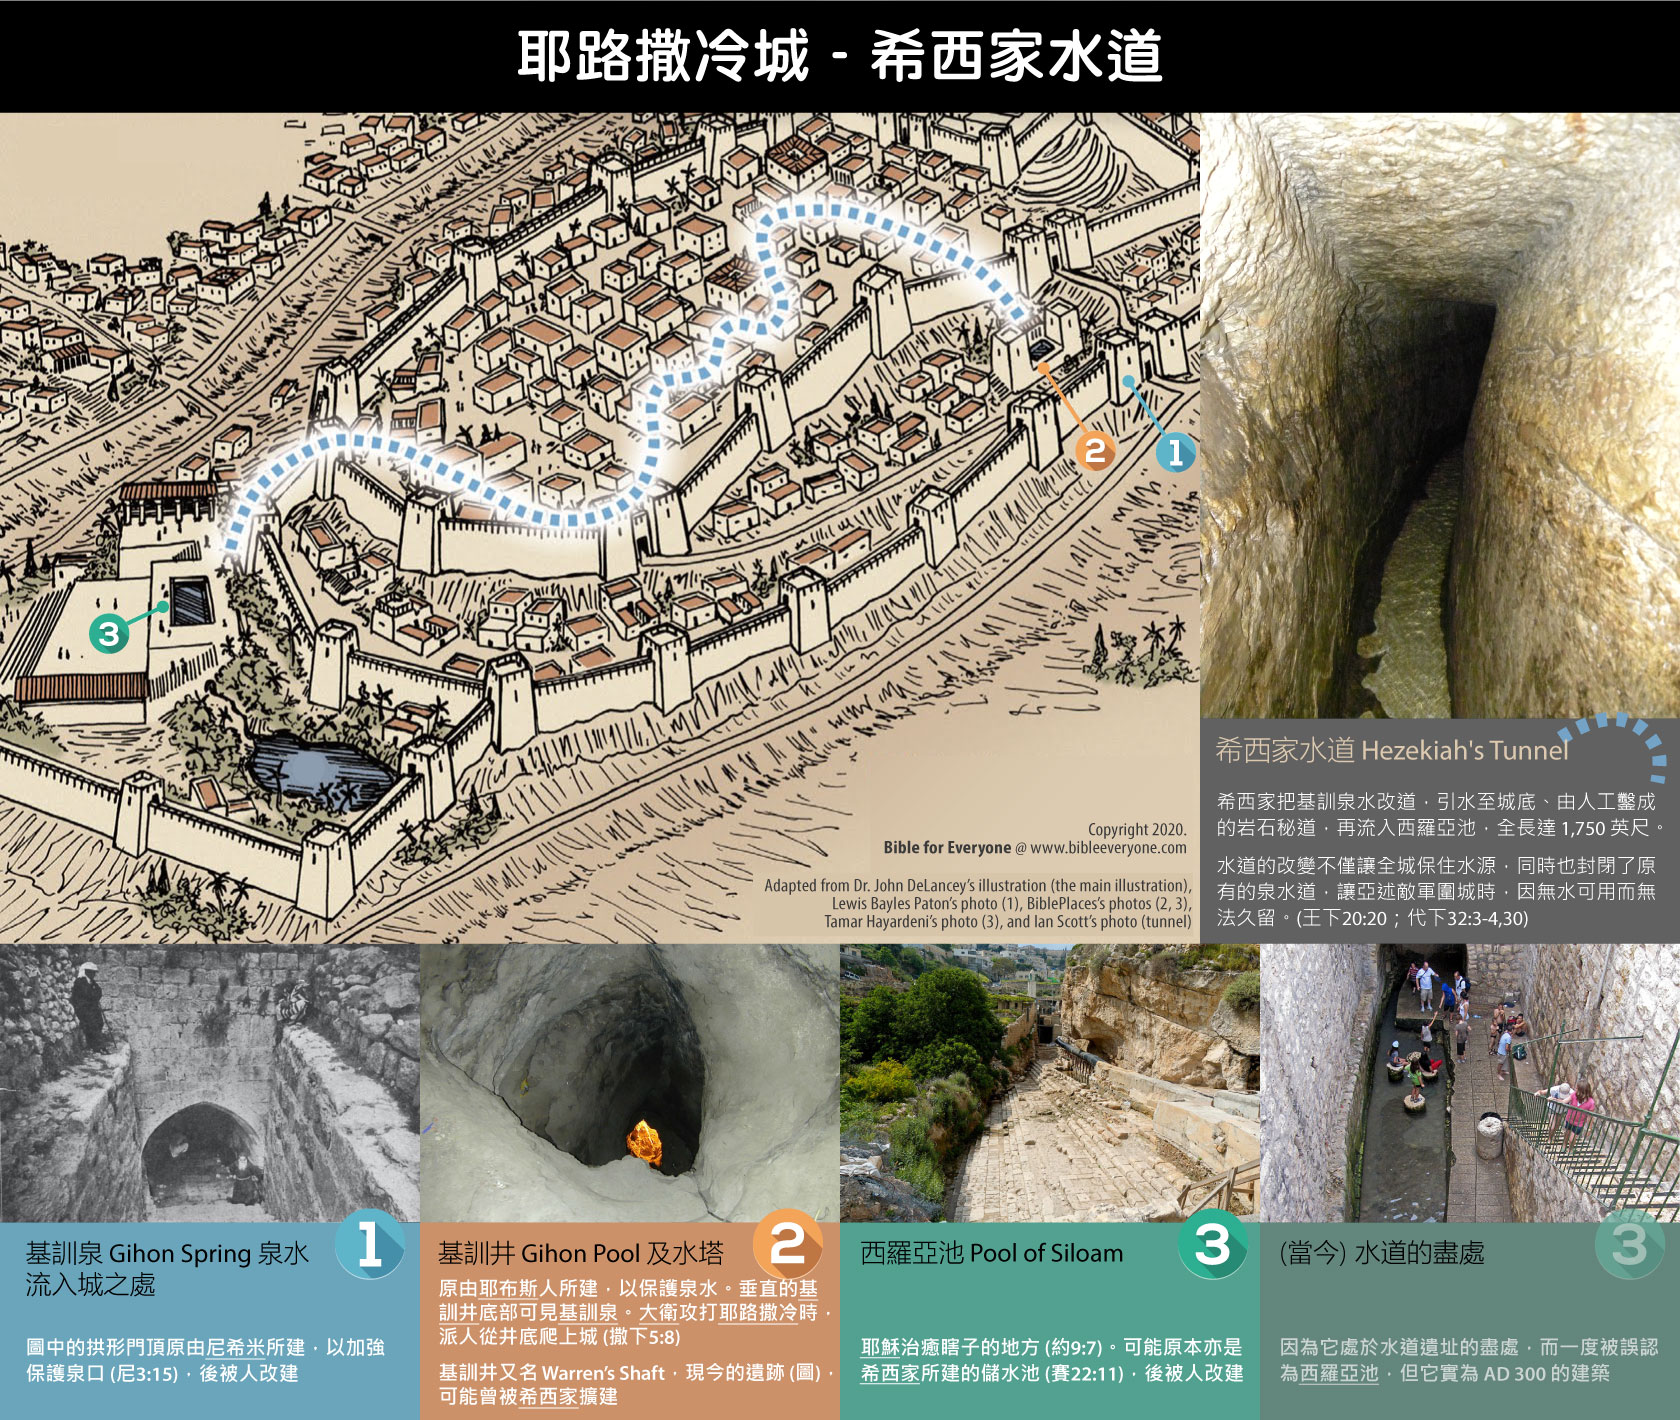 耶路撒冷城 - 希西家水道
2
1
3
Copyright 2020.
Bible for Everyone @ www.bibleeveryone.com
Adapted from Dr. John DeLancey's illustration (the main illustration),
Lewis Bayles Paton's photo (1), BiblePlaces's photos (2, 3),
Tamar Hayardeni's photo (3), and Ian Scott's photo (tunnel)
希西家水道 Hezekiah's Tunnel
希西家把基訓泉水改道，引水至城底、由人工鑿成
的岩石秘道，再流入西羅亞池，全長達 1,750 英尺。
水道的改變不僅讓全城保住水源，同時也封閉了原
有的泉水道，讓亞述敵軍圍城時，因無水可用而無
法久留。(王下20:20；代下32:3-4,30)
1
基訓泉 Gihon Spring 泉水
流入城之處
圖中的拱形門頂原由尼希米所建，以加強
保護泉口 (尼3:15)，後被人改建
2
基訓井 Gihon Pool 及水塔
原由耶布斯人所建，以保護泉水。垂直的基
訓井底部可見基訓泉。大衛攻打耶路撒冷時，
派人從井底爬上城 (撒下5:8)
基訓井又名 Warren's Shaft，現今的遺跡 (圖)，
可能曾被希西家擴建
3
西羅亞池 Pool of Siloam
耶穌治癒瞎子的地方 (約9:7)。可能原本亦是
希西家所建的儲水池 (賽22:11)，後被人改建
3
(當今) 水道的盡處
因為它處於水道遺址的盡處，而一度被誤認
為西羅亞池，但它實為 AD 300 的建築